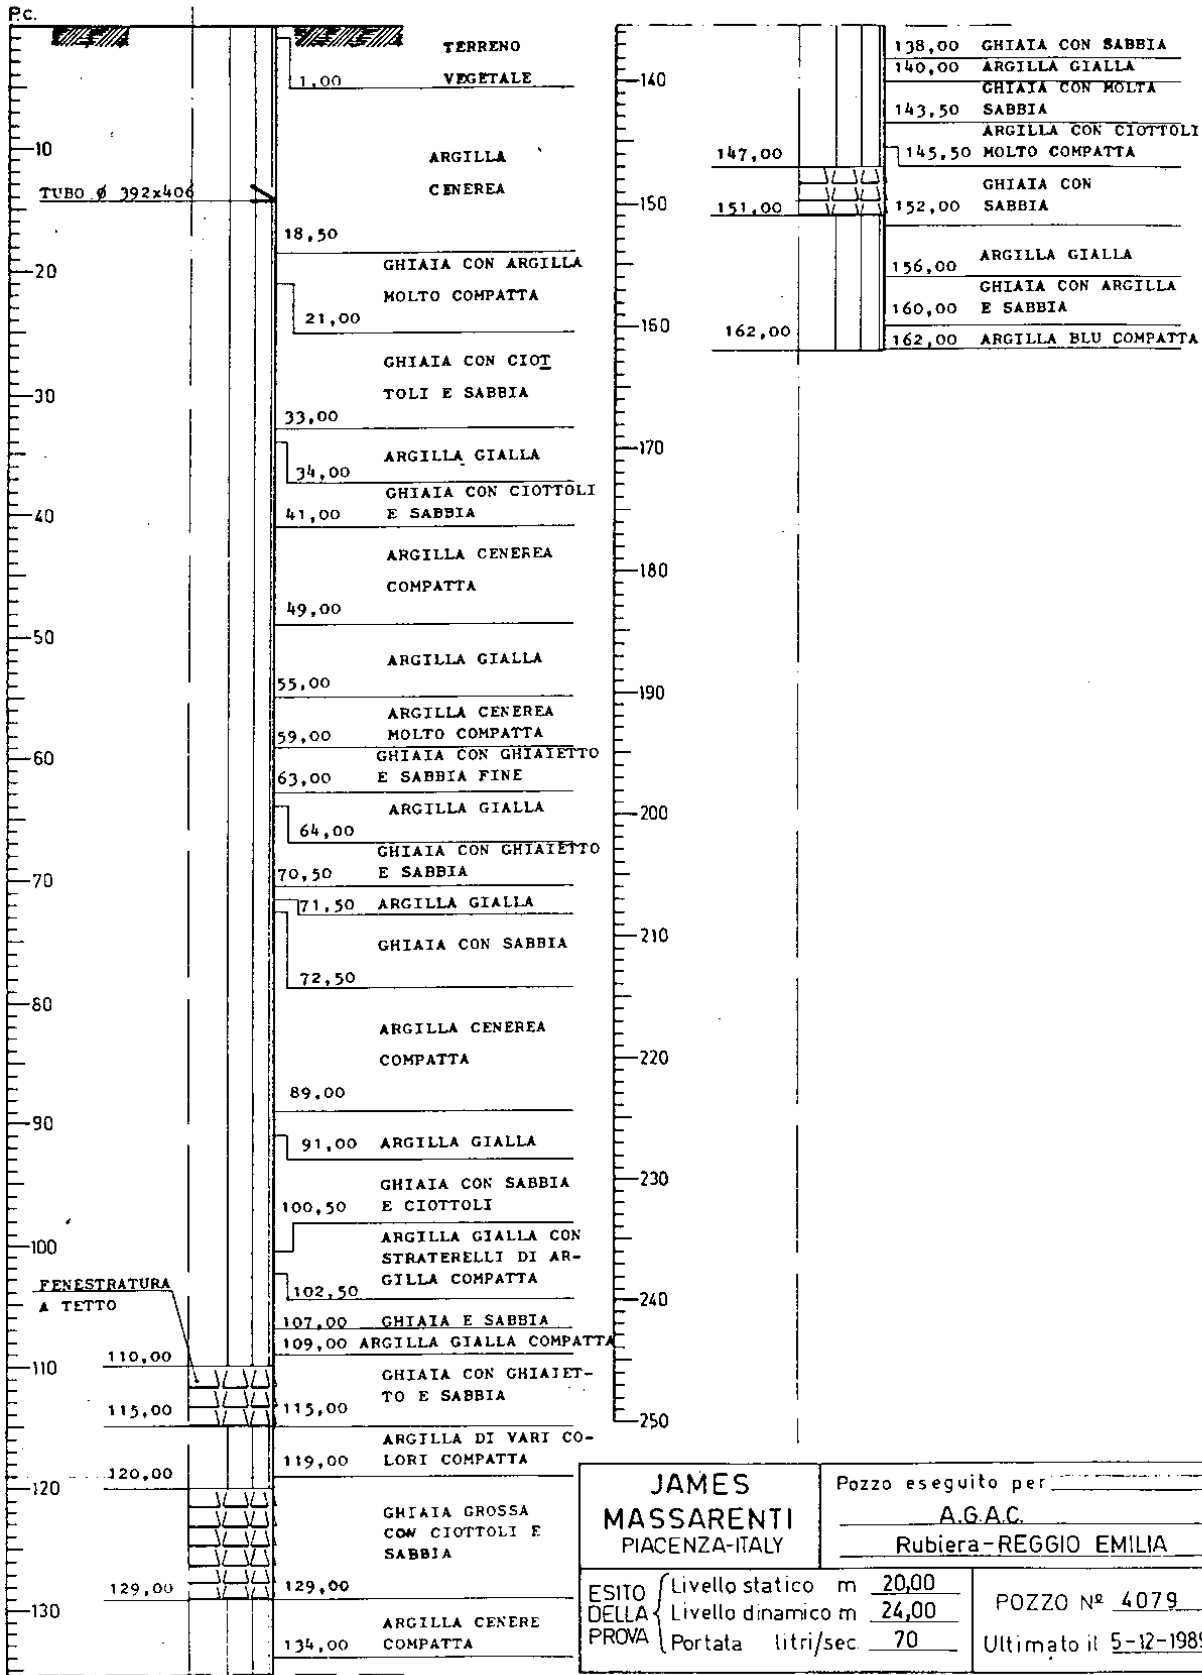 P.c.
TERRENO
1,00 VEGETALE
10
ARGILLA
CENEREA
TUBO Ø 392x406
18,50
20
GHIAIA CON ARGILLA
MOLTO COMPATTA
21,00
GHIAIA CON CIOT
TOLI E SABBIA
30
33,00
ARGILLA GIALLA
34,00
GHIAIA CON CIOTTOLI
41,00 E SABBIA
40
ARGILLA CENEREA
COMPATTA
49,00
50
ARGILLA GIALLA
55,00
ARGILLA CENEREA
59,00 MOLTO COMPATTA
60
GHIAIA CON GHIAIETTO
63,00 E SABBIA FINE
ARGILLA GIALLA
64,00
GHIAIA CON GHIAIETTO
70,50 E SABBIA
70
71,50 ARGILLA GIALLA
GHIAIA CON SABBIA
72,50
80
ARGILLA CENEREA
COMPATTA
89,00
90
91,00 ARGILLA GIALLA
GHIAIA CON SABBIA
100,50 E CIOTTOLI
100
ARGILLA GIALLA CON
STRATERELLI DI AR-
102,50 GILLA COMPATTA
FENESTRATURA
A TETTO
107,00 GHIAIA E SABBIA
109,00 ARGILLA GIALLA COMPATTA
110,00
110
GHIAIA CON GHIAIET-
TO E SABBIA
115,00
115,00
ARGILLA DI VARI CO-
119,00 LORI COMPATTA
120,00
120
GHIAIA GROSSA
CON CIOTTOLI E
SABBIA
129,00
129,00
130
ARGILLA CENERE
134,00 COMPATTA
138,00 GHIAIA CON SABBIA
140
140,00 ARGILLA GIALLA
GHIAIA CON MOLTA
143,50 SABBIA
ARGILLA CON CIOTTOLI
145,50 MOLTO COMPATTA
147,00
GHIAIA CON
152,00 SABBIA
150
151,00
ARGILLA GIALLA
156,00
GHIAIA CON ARGILLA
160,00 E SABBIA
160
162,00
162,00 ARGILLA BLU COMPATTA
170
180
190
200
210
220
230
240
250
JAMES
MASSARENTI
PIACENZA-ITALY
Pozzo eseguito per
A.G.A.C.
Rubiera-REGGIO EMILIA
ESITO
DELLA
PROVA
Livello statico m 20,00
Livello dinamico m 24,00
Portata litri/sec. 70
POZZO Nº 4079
Ultimato il 5-12-1989